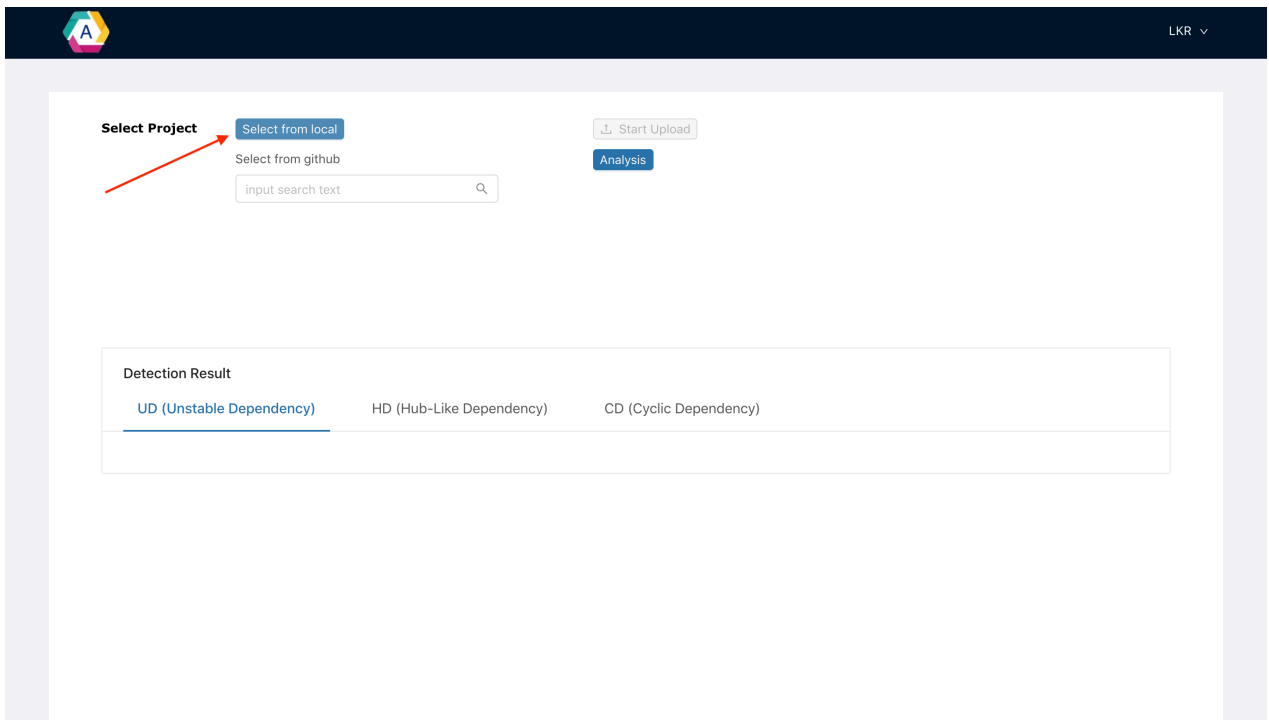 A
LKR
Select Project
Select from local
Start Upload
Select from github
Analysis
input search text
Detection Result
UD (Unstable Dependency)
HD (Hub-Like Dependency)
CD (Cyclic Dependency)